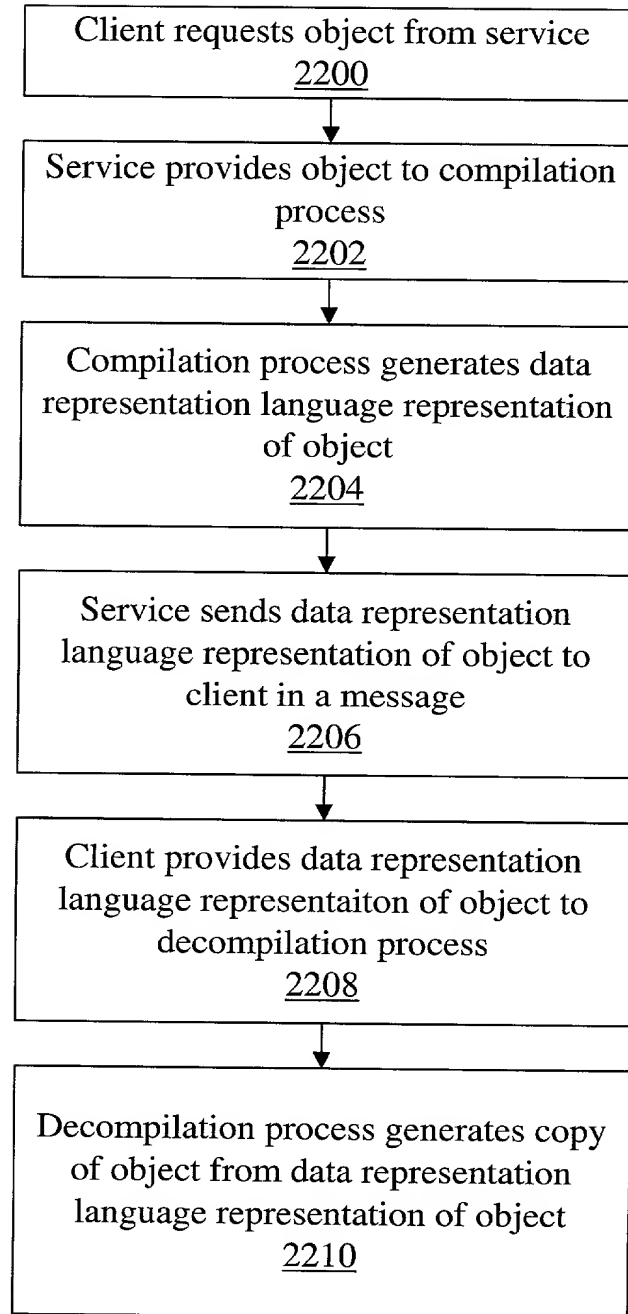 Client requests object from service
2200
Service provides object to compilation
process
2202
Compilation process generates data
representation language representation
of object
2204
Service sends data representation
language representation of object to
client in a message
2206
Client provides data representation
language representaiton of object to
decompilation process
2208
Decompilation process generates copy
of object from data representation
language representation of object
2210